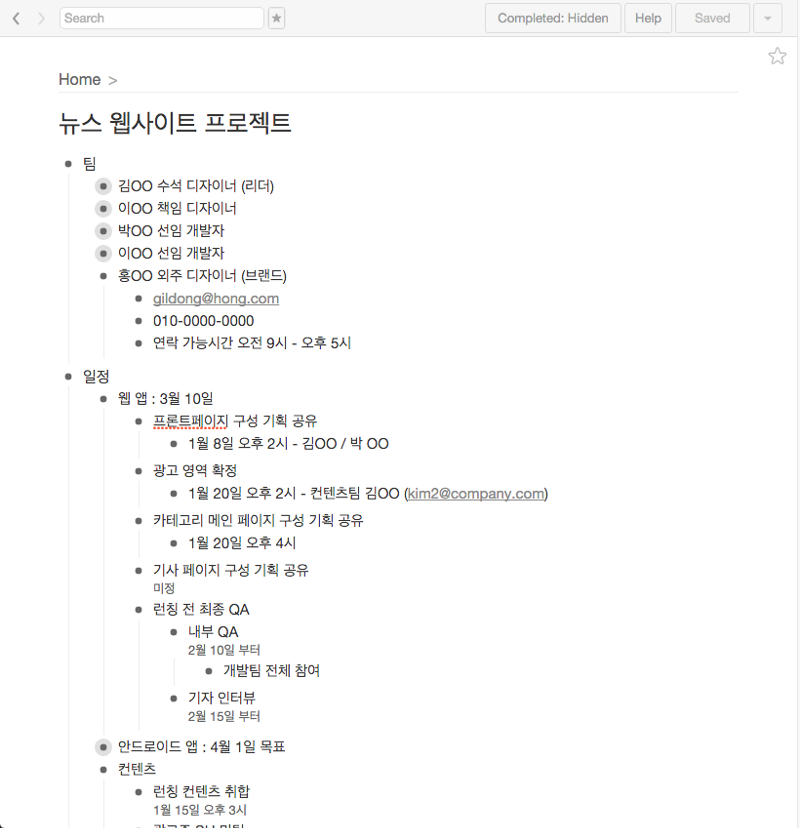 Search
Completed: Hidden
Help
Saved
Home >
뉴스 웹사이트 프로젝트
팀
김OO 수석 디자이너 (리더)
이OO 책임 디자이너
박OO 선임 개발자
이OO 선임 개발자
홍OO 외주 디자이너 (브랜드)
gildong@hong.com
010-0000-0000
연락 가능시간 오전 9시 - 오후 5시
일정
웹 앱 : 3월 10일
프론트페이지 구성 기획 공유
1월 8일 오후 2시 - 김OO / 박 OO
광고 영역 확정
1월 20일 오후 2시 - 컨텐츠팀 김OO (kim2@company.com)
카테고리 메인 페이지 구성 기획 공유
1월 20일 오후 4시
기사 페이지 구성 기획 공유
미정
런칭 전 최종 QA
내부 QA
2월 10일 부터
개발팀 전체 참여
기자 인터뷰
2월 15일 부터
안드로이드 앱 : 4월 1일 목표
컨텐츠
런칭 컨텐츠 취합
1월 15일 오후 3시